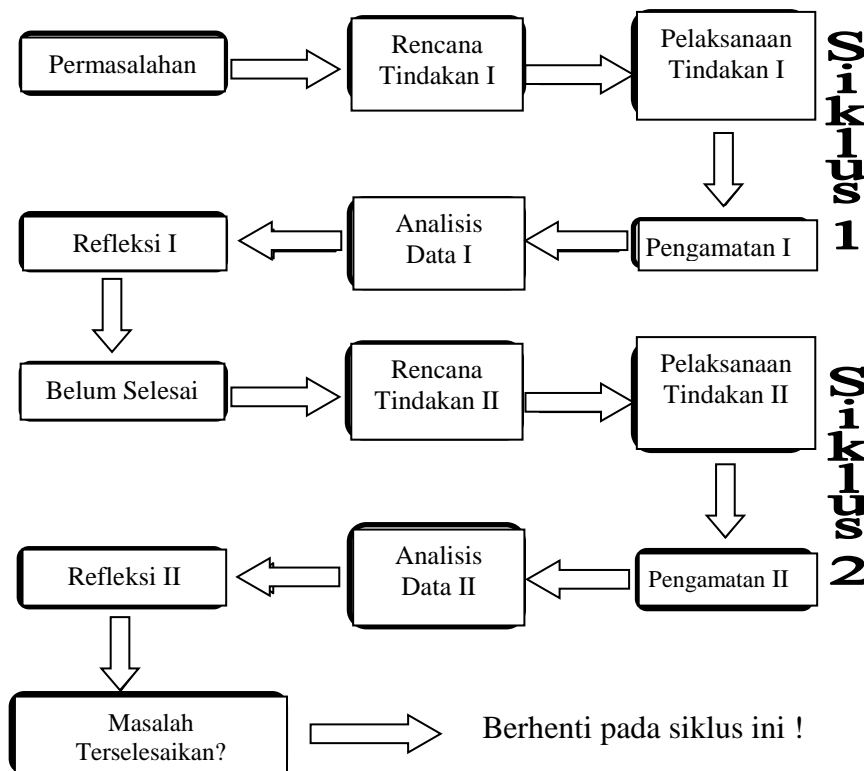 Permasalahan
Rencana
Tindakan I
Pelaksanaan
Tindakan I
Siklus 1
Refleksi I
Analisis
Data I
Pengamatan I
Belum Selesai
Rencana
Tindakan II
Pelaksanaan
Tindakan II
Siklus 2
Refleksi II
Analisis
Data II
Pengamatan II
Masalah
Terselesaikan?
Berhenti pada siklus ini !